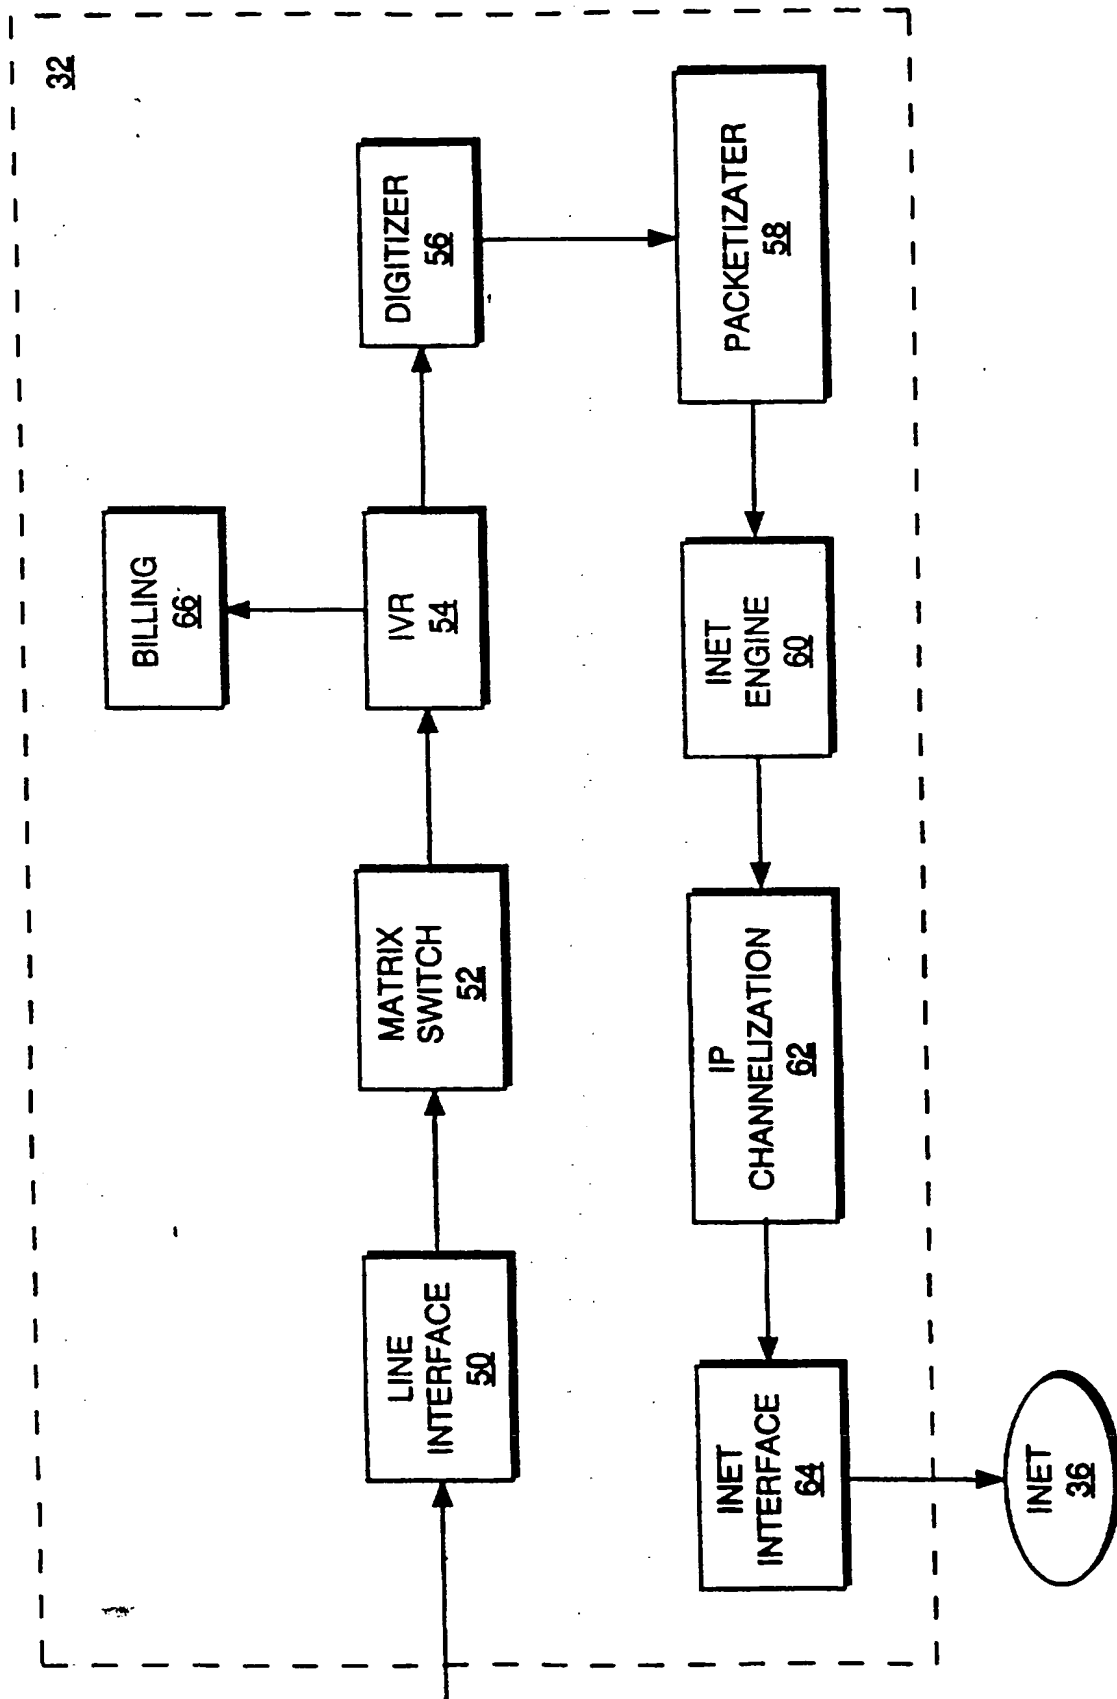 32
BILLING
66
LINE
INTERFACE
50
MATRIX
SWITCH
52
IVR
54
DIGITIZER
56
INET
INTERFACE
64
IP
CHANNELIZATION
62
INET
ENGINE
60
PACKETIZATER
58
INET
36